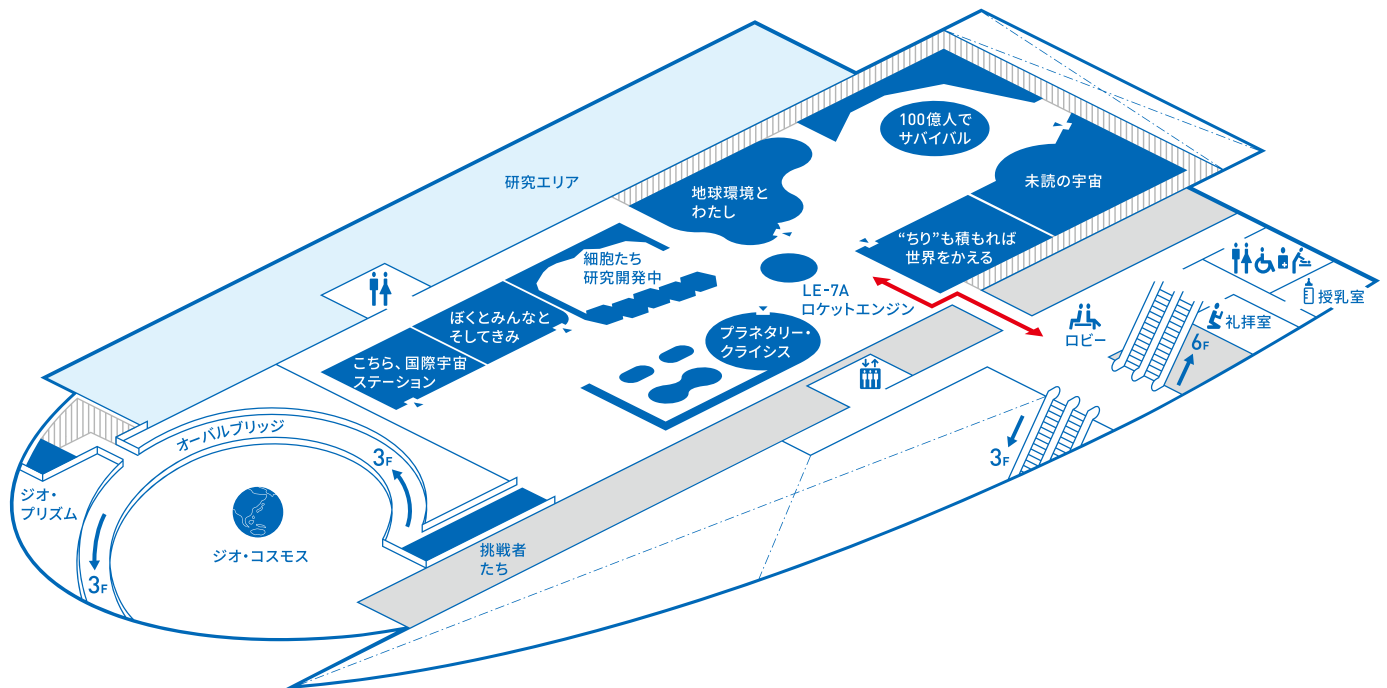 100億人で
サバイバル
研究エリア
地球環境と
わたし
未読の宇宙
“ちり”も積もれば
世界をかえる
細胞たち
研究開発中
LE-7A
ロケットエンジン
授乳室
ロビー
礼拝室
6F
ぼくとみんなと
そしてきみ
プラネタリー・
クライシス
こちら、国際宇宙
ステーション
オーバルブリッジ
3F
3F
ジオ・
プリズム
ジオ・コスモス
挑戦者
たち
3F